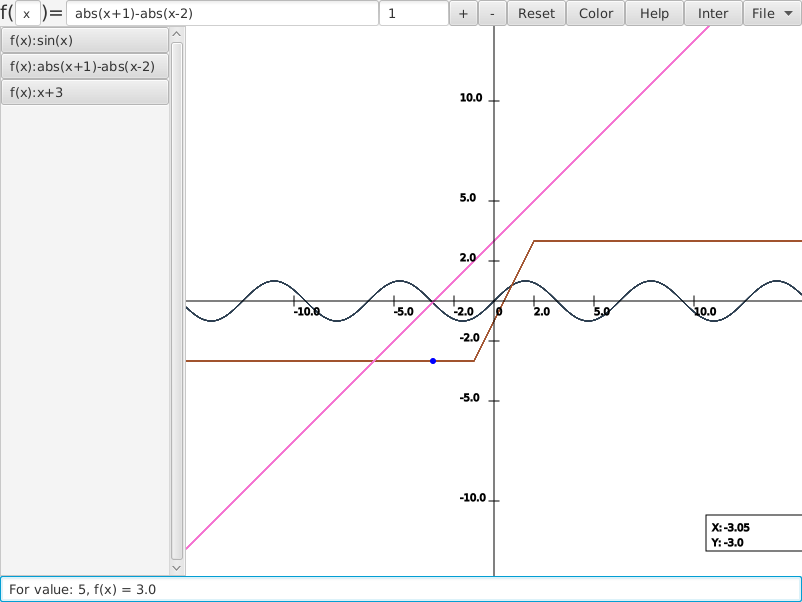 f( x )= abs(x+1)-abs(x-2) 1 + - Reset Color Help Inter File
f(x):sin(x)
f(x):abs(x+1)-abs(x-2)
f(x):x+3
10.0
5.0
2.0
-10.0 -5.0 -2.0 0 2.0 5.0 10.0
-2.0
-5.0
-10.0
X: -3.05
Y: -3.0
For value: 5, f(x) = 3.0